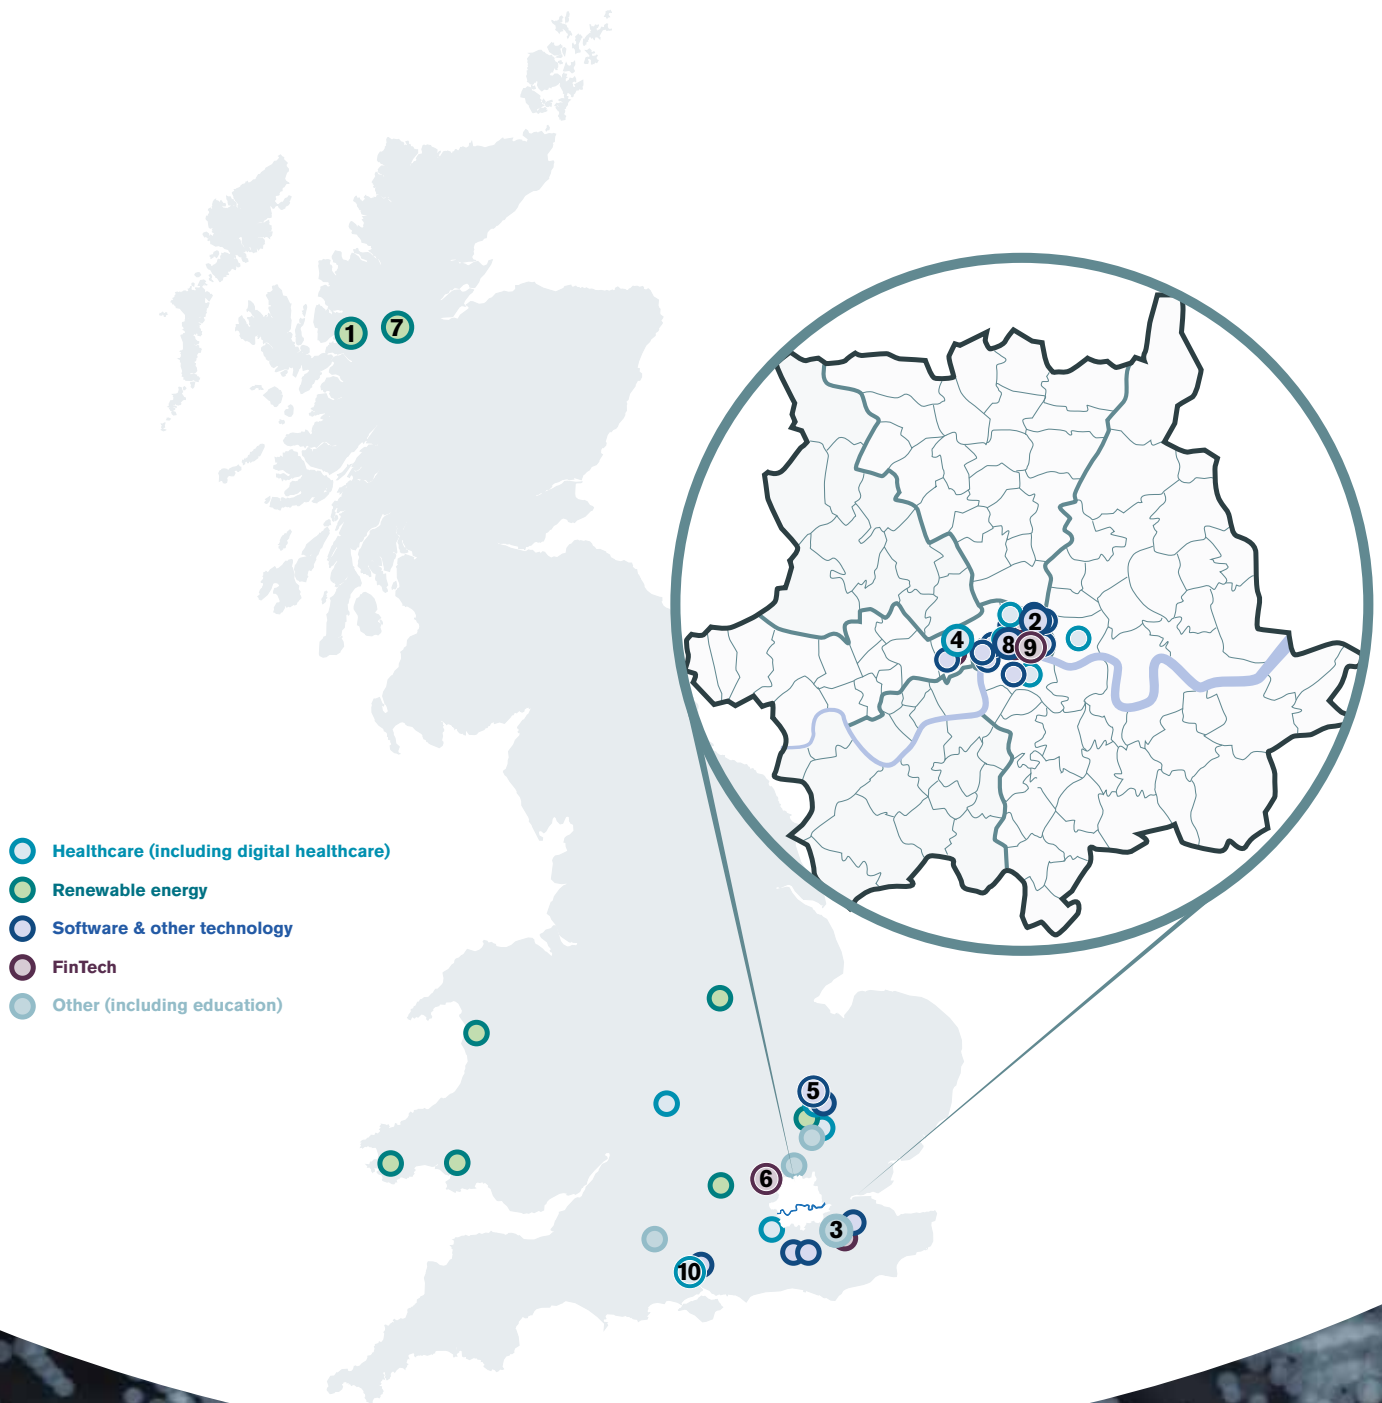 1
7
2
4
8
9
Healthcare (including digital healthcare)
Renewable energy
Software & other technology
FinTech
Other (including education)
5
6
3
10